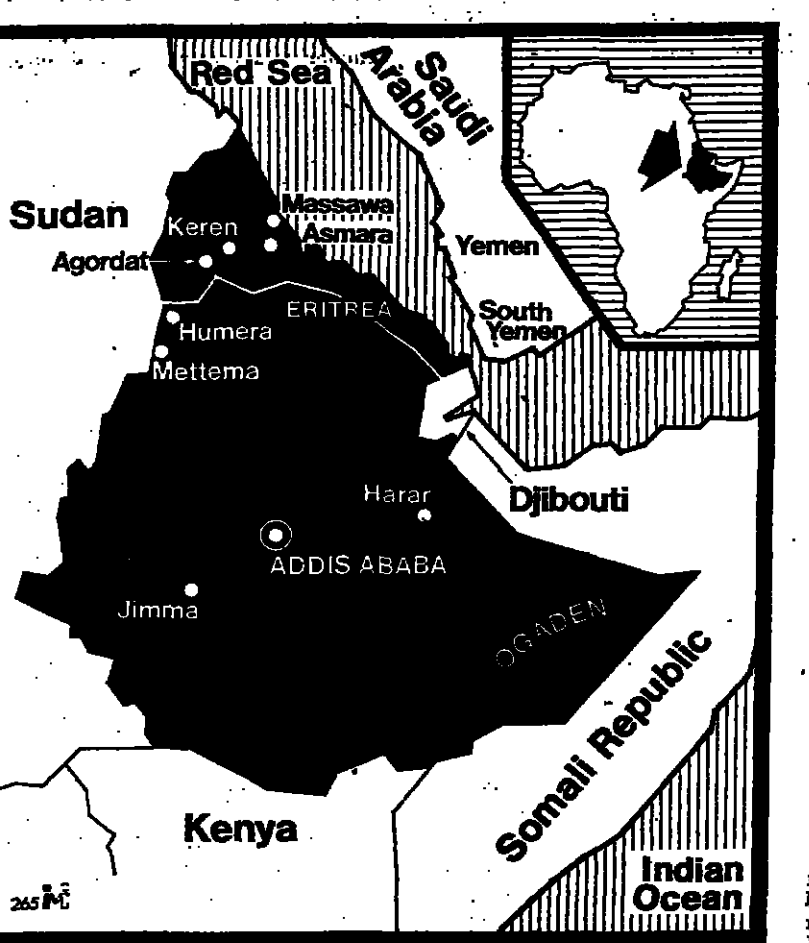 Red Sea
Saudi
Arabia
Sudan
Massawa
Keren
Asmara
Agordat
Yemen
ERITREA
South
Yemen
Humera
Mettema
Harar
Djibouti
ADDIS ABABA
Jimma
OGADEN
Somali Republic
Kenya
Indian
Ocean
265